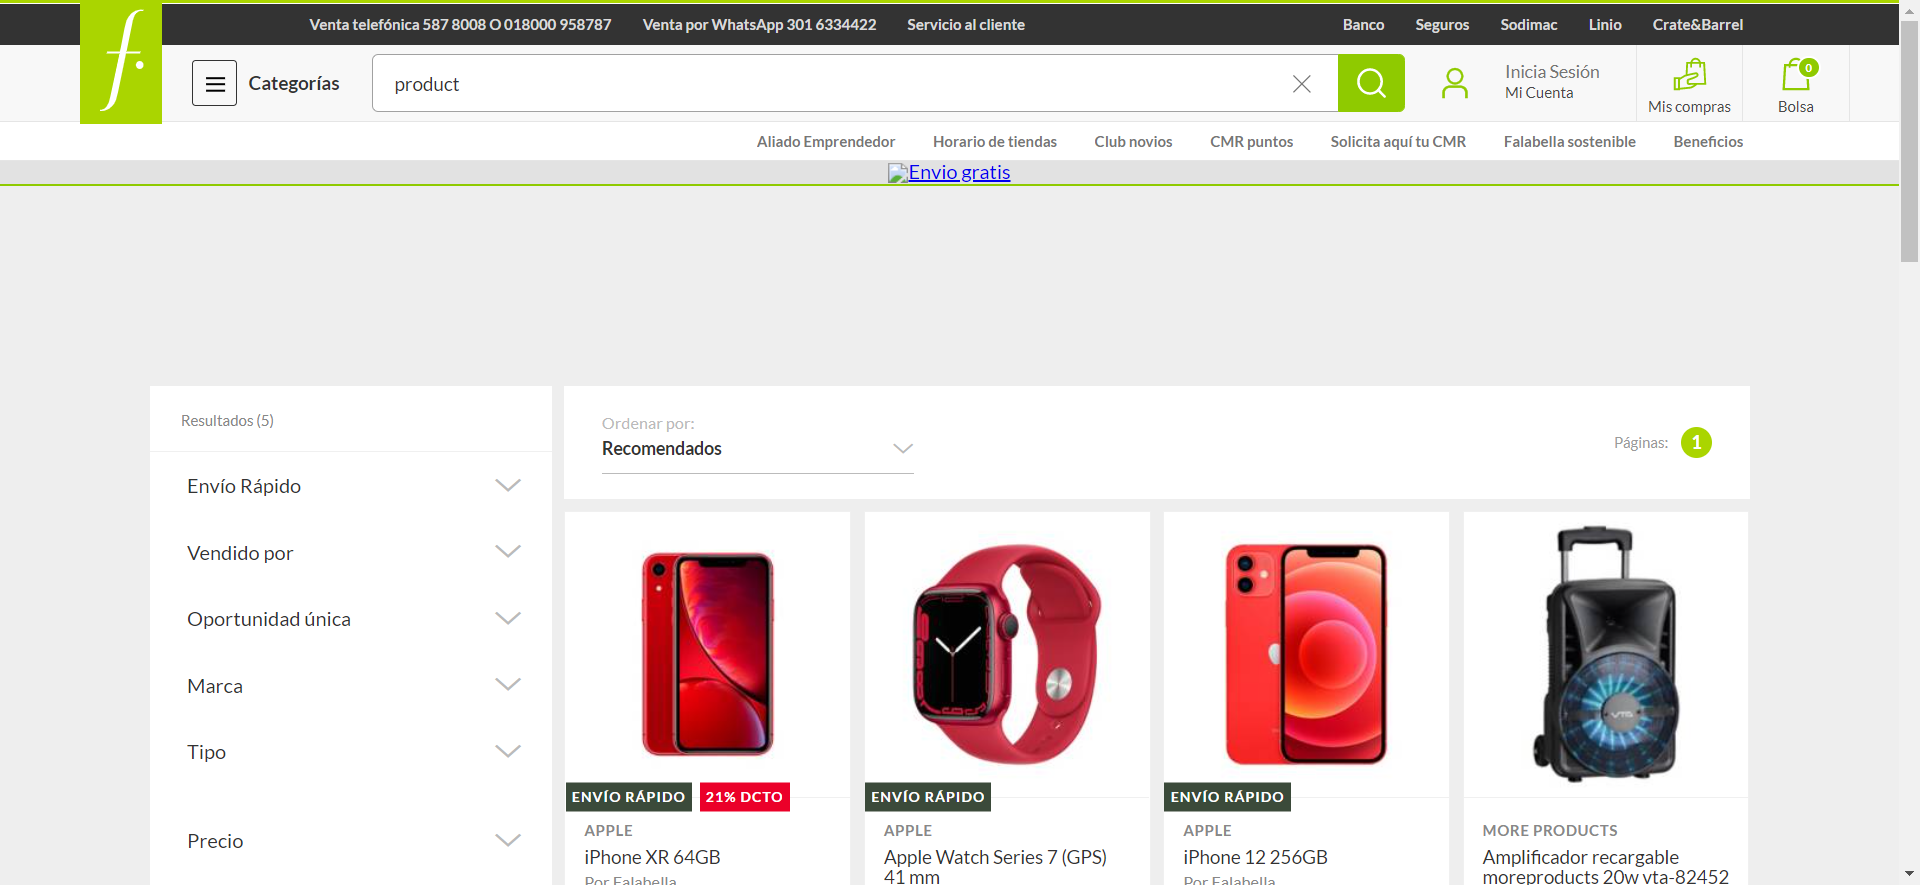 Venta telefónica 587 8008 O 018000 958787 Venta por WhatsApp 301 6334422 Servicio al cliente Banco Seguros Sodimac Linio Crate&Barrel
f.
Categorías
product
Inicia Sesión
Mi Cuenta
Mis compras
0
Bolsa
Aliado Emprendedor Horario de tiendas Club novios CMR puntos Solicita aquí tu CMR Falabella sostenible Beneficios
Envio gratis
Resultados (5)
Envío Rápido
Vendido por
Oportunidad única
Marca
Tipo
Precio
Ordenar por:
Recomendados
Páginas: 1
ENVÍO RÁPIDO 21% DCTO
APPLE
iPhone XR 64GB
Por Falabella
ENVÍO RÁPIDO
APPLE
Apple Watch Series 7 (GPS)
41 mm
ENVÍO RÁPIDO
APPLE
iPhone 12 256GB
Por Falabella
VTA
MORE PRODUCTS
Amplificador recargable
moreproducts 20w vta-82452